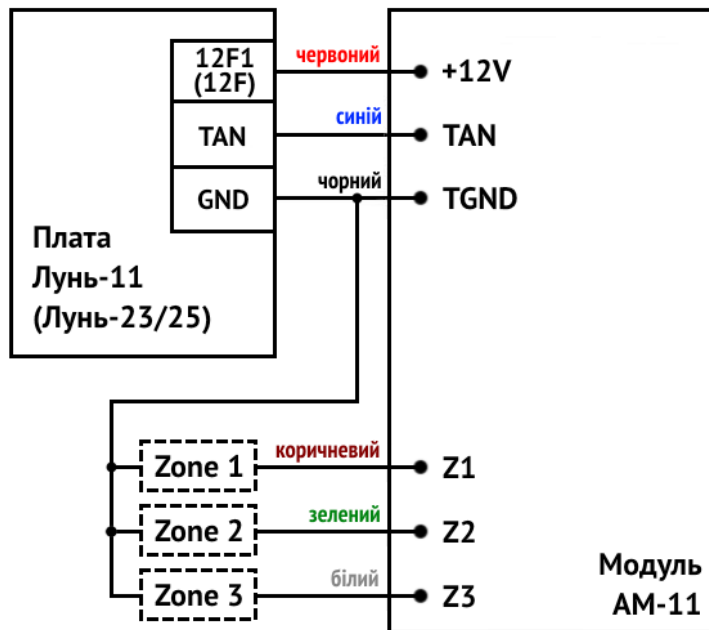 12F1
(12F)
червоний
+12V
TAN
синій
TAN
GND
чорний
TGND
Плата
Лунь-11
(Лунь-23/25)
Zone 1
коричневий
Z1
Zone 2
зелений
Z2
Zone 3
білий
Z3
Модуль
АМ-11